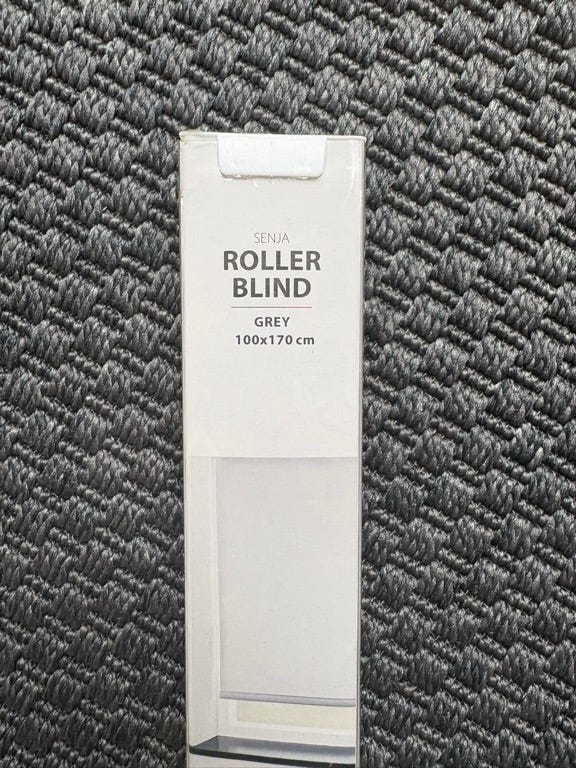 SENJA
ROLLER
BLIND
GREY
100x170 cm